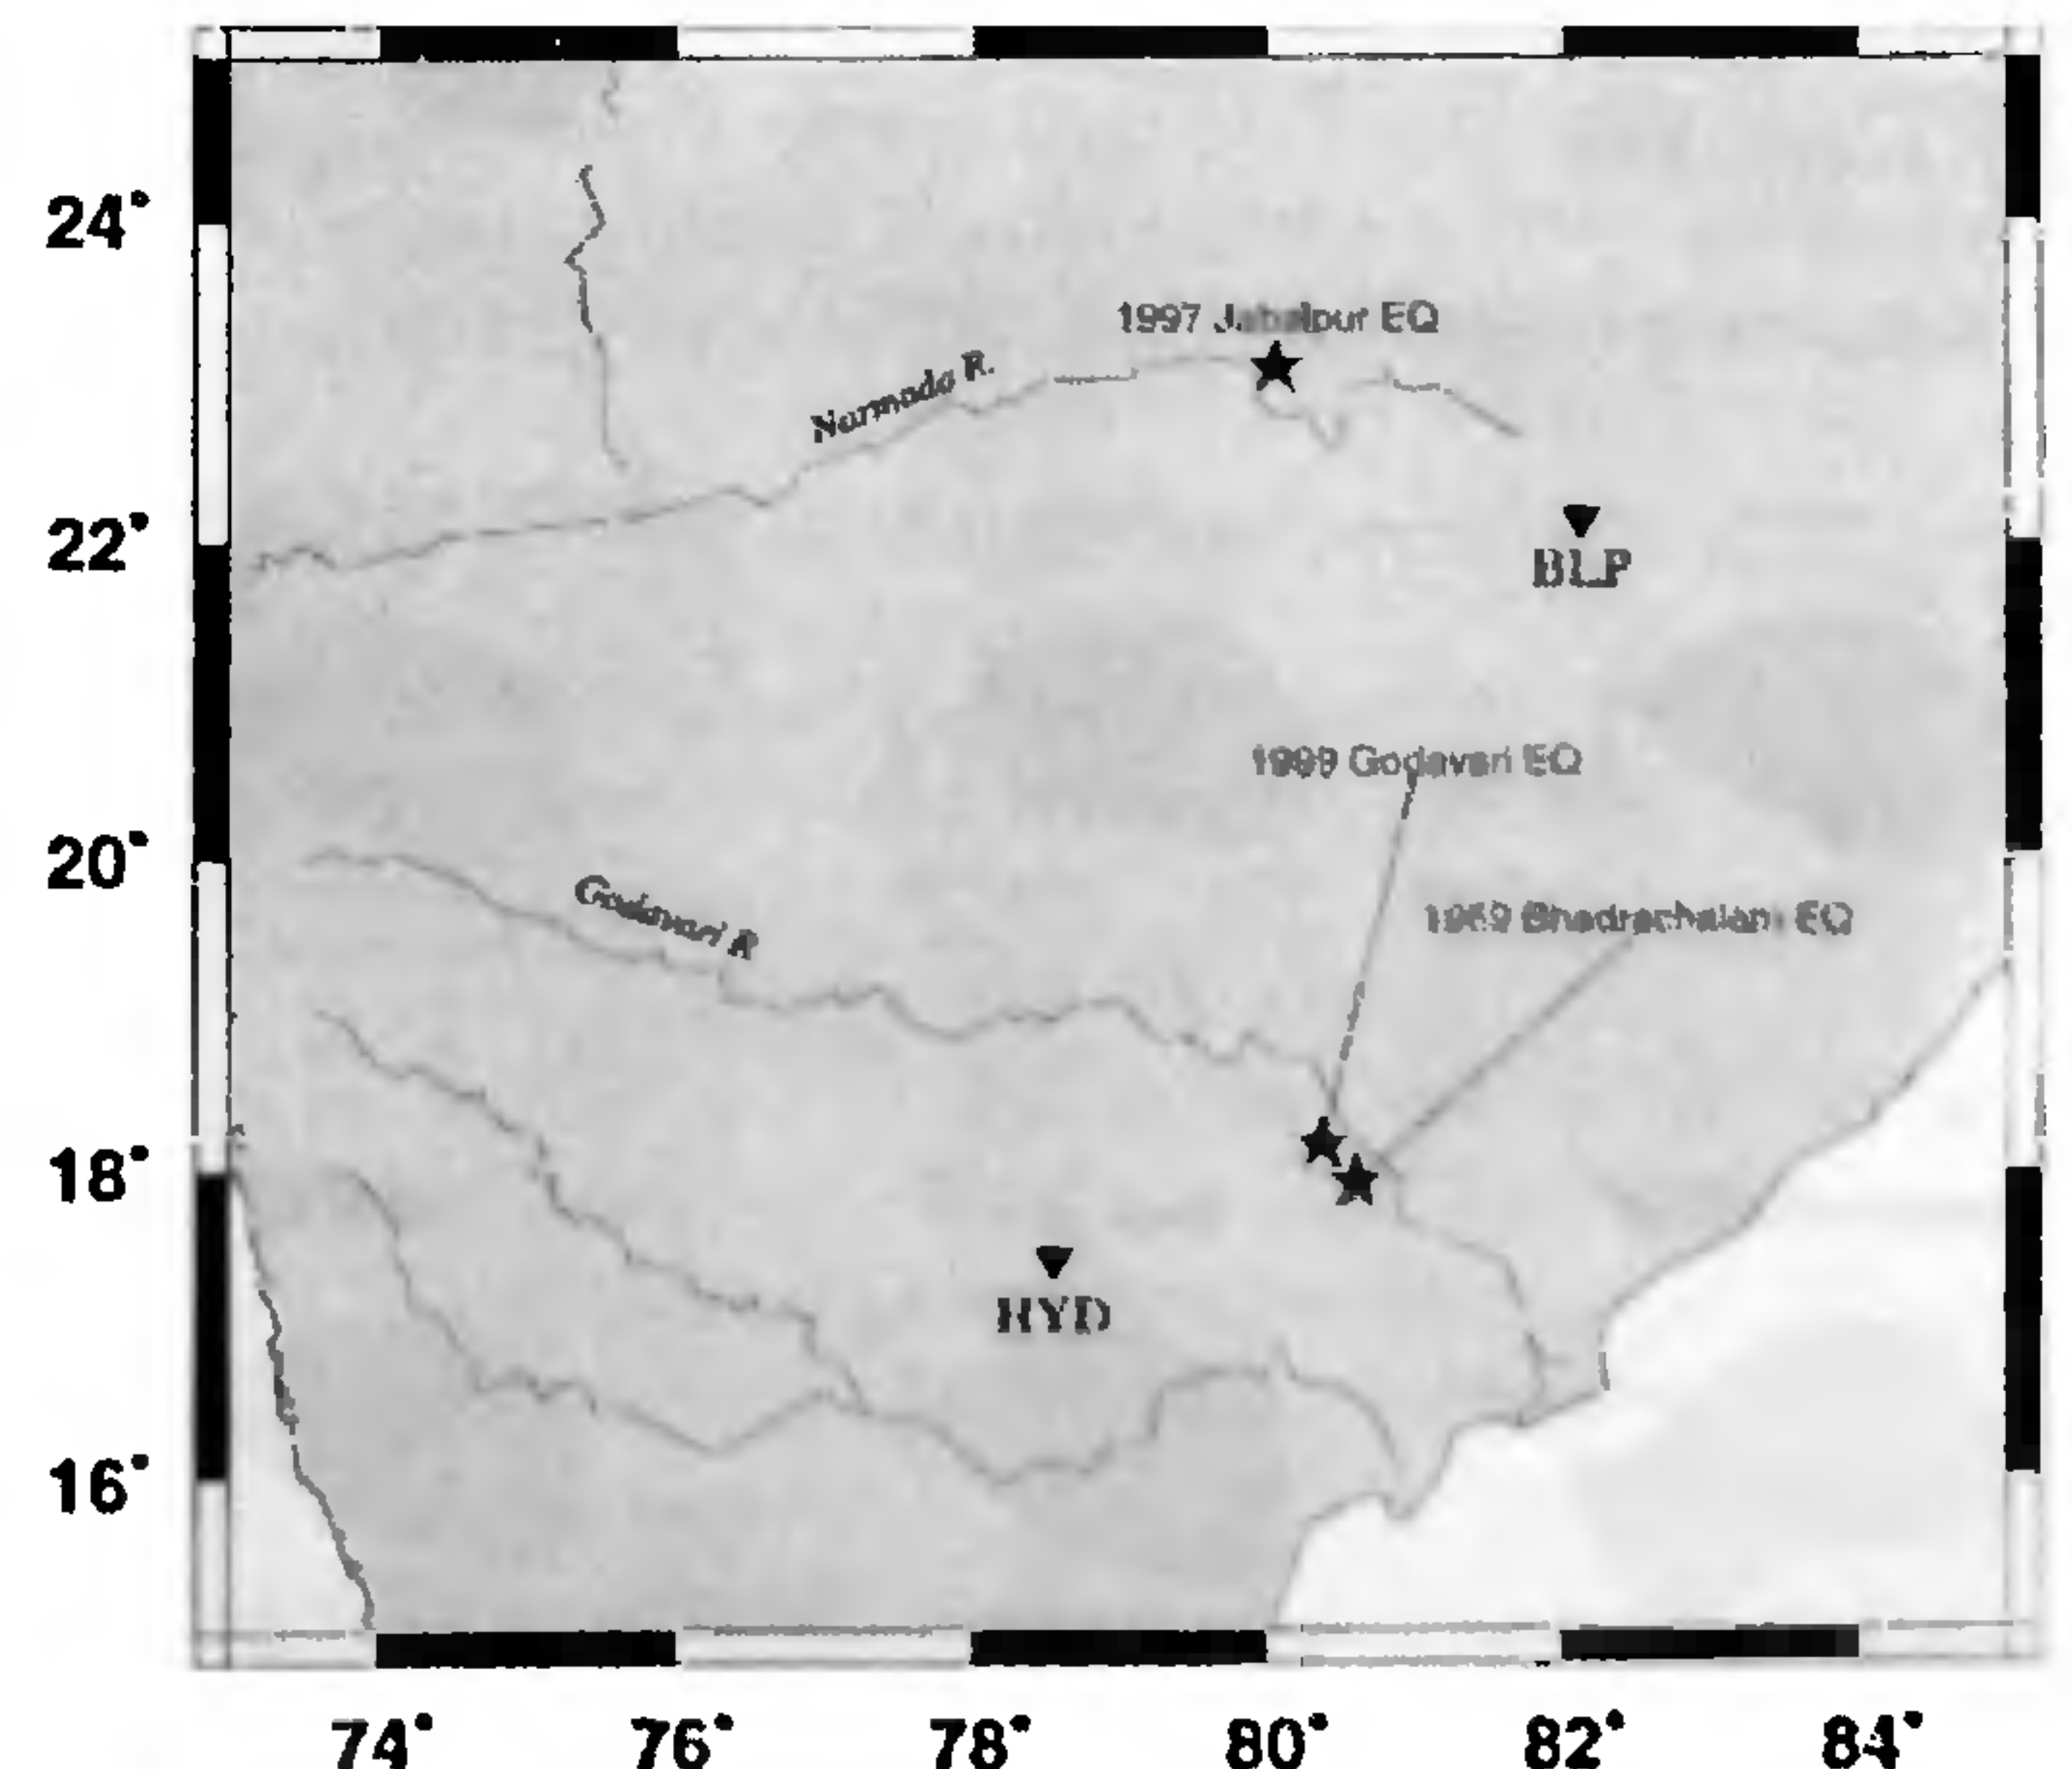 24°
1997 Jabalpur EQ
Narmada R.
22°
BLP
1999 Godavari EQ
20°
Godavari R
1969 Bhadrachalam EQ
18°
HYD
16°
74° 76° 78° 80° 82° 84°